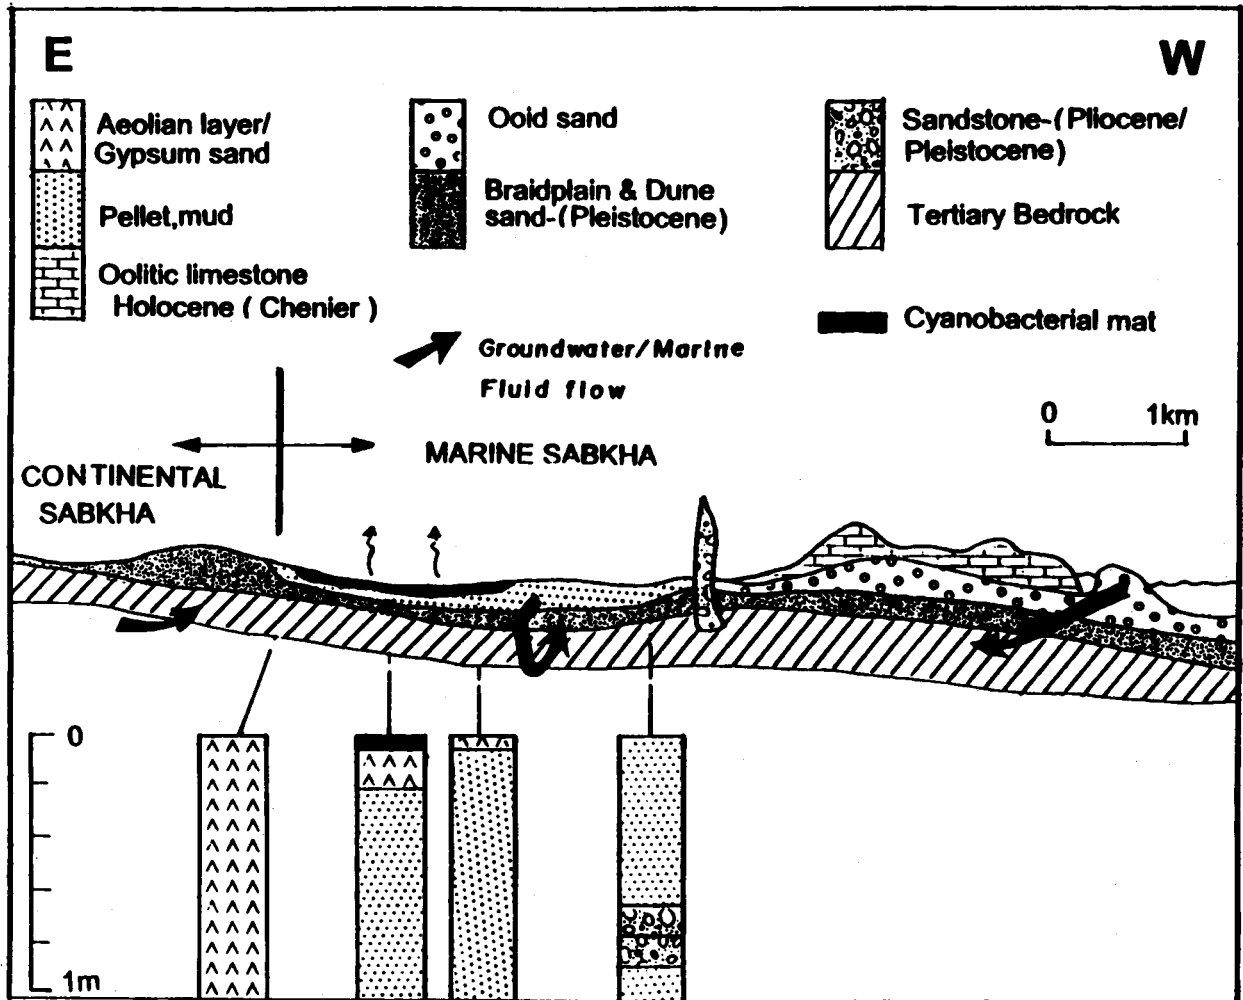 E
W
Aeolian layer/
Gypsum sand
Pellet,mud
Oolitic limestone
Holocene ( Chenier )
Ooid sand
Braidplain & Dune
sand-(Pleistocene)
Sandstone-(Pliocene/
Pleistocene)
Tertiary Bedrock
Cyanobacterial mat
Groundwater/Marine
Fluid flow
0 1km
CONTINENTAL
SABKHA
MARINE SABKHA
0
1m